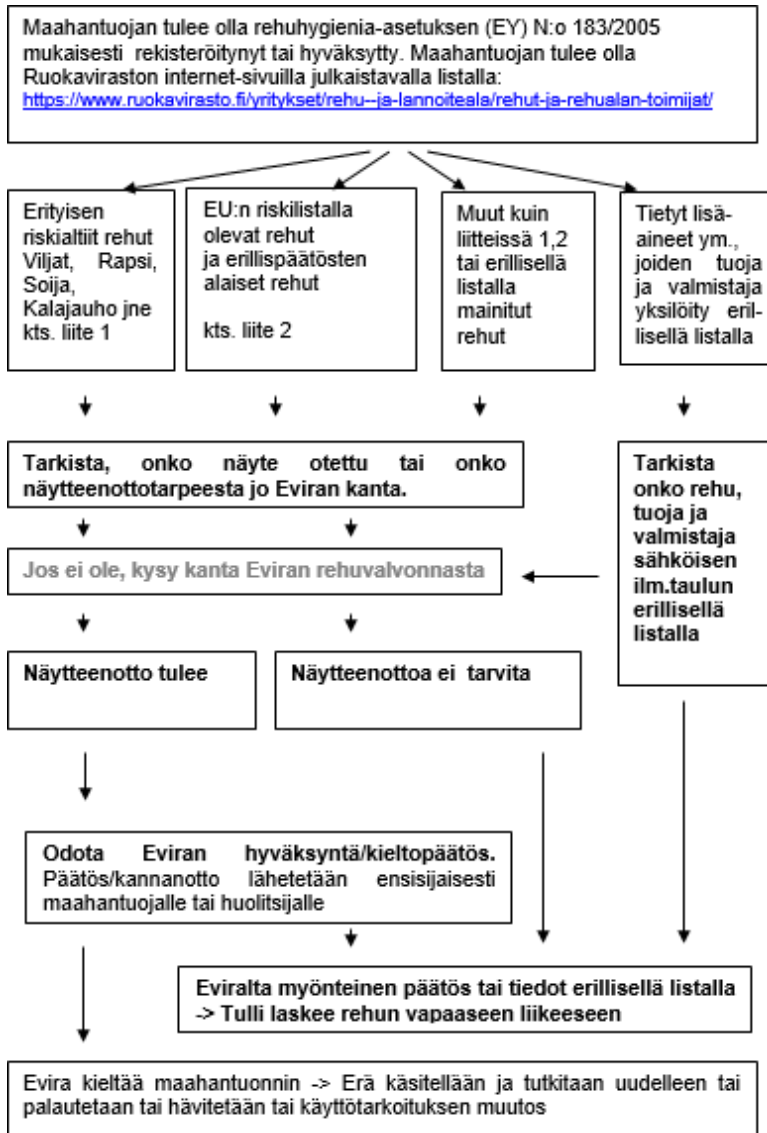 Maahantuojan tulee olla rehuhygienia-asetuksen (EY) N:o 183/2005
mukaisesti rekisteröitynyt tai hyväksytty. Maahantuojan tulee olla
Ruokaviraston internet-sivuilla julkaistavalla listalla:
https://www.ruokavirasto.fi/yritykset/rehu--ja-lannoiteala/rehut-ja-rehualan-toimijat/
Erityisen
riskialtiit rehut
Viljat, Rapsi,
Soija,
Kalajauho jne
kts. liite 1
EU:n riskilistalla
olevat rehut
ja erillispäätösten
alaiset rehut
kts. liite 2
Muut kuin
liitteissä 1,2
tai erillisellä
listalla
mainitut
rehut
Tietyt lisä-
aineet ym.,
joiden tuoja
ja valmistaja
yksilöity eril-
lisellä listalla
Tarkista, onko näyte otettu tai onko
näytteenottotarpeesta jo Eviran kanta.
Tarkista
onko rehu,
tuoja ja
valmistaja
sähköisen
ilm.taulun
erillisellä
listalla
Jos ei ole, kysy kanta Eviran rehuvalvonnasta
Näytteenotto tulee
Näytteenottoa ei tarvita
Odota Eviran hyväksyntä/kieltopäätös.
Päätös/kannanotto lähetetään ensisijaisesti
maahantuojalle tai huolitsijalle
Eviralta myönteinen päätös tai tiedot erillisellä listalla
-> Tulli laskee rehun vapaaseen liikeeseen
Evira kieltää maahantuonnin -> Erä käsitellään ja tutkitaan uudelleen tai
palautetaan tai hävitetään tai käyttötarkoituksen muutos